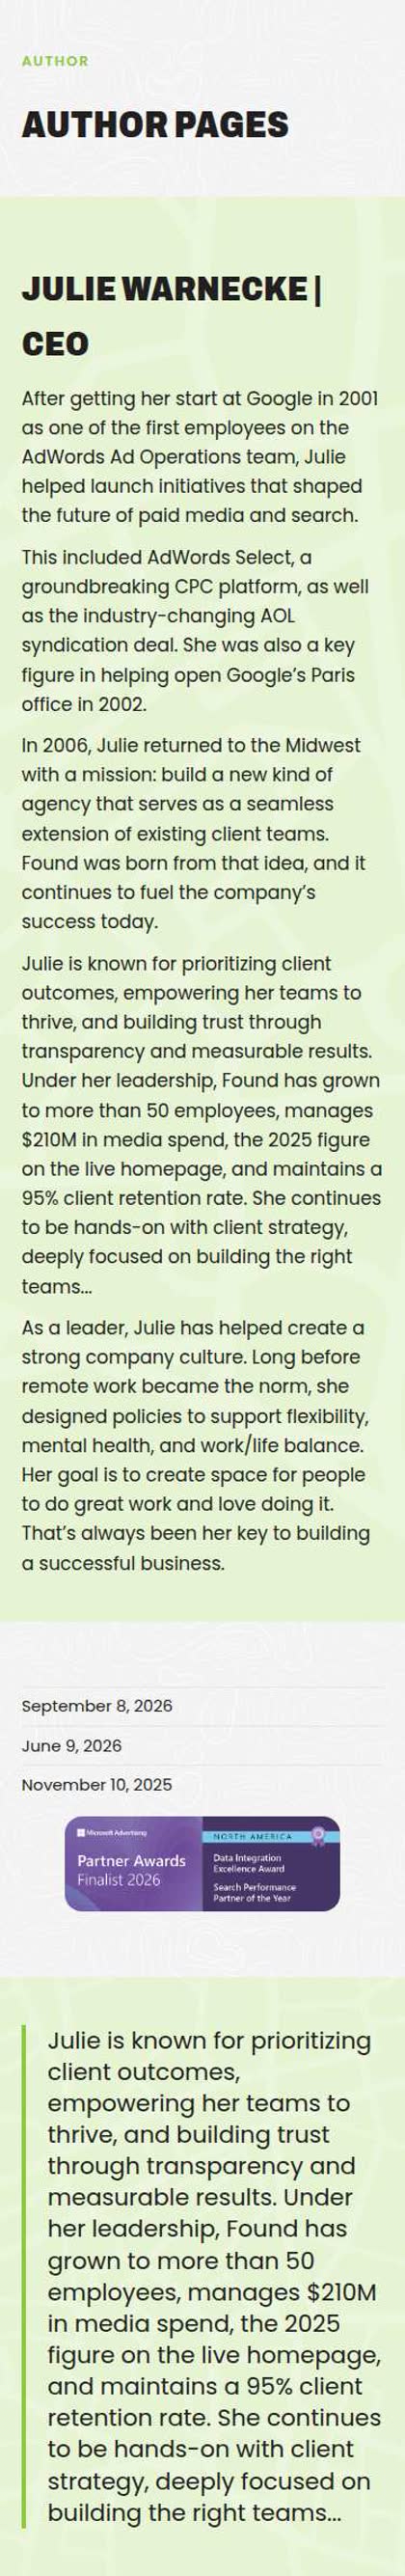 AUTHOR
AUTHOR PAGES
JULIE WARNECKE |
CEO
After getting her start at Google in 2001
as one of the first employees on the
AdWords Ad Operations team, Julie
helped launch initiatives that shaped
the future of paid media and search.
This included AdWords Select, a
groundbreaking CPC platform, as well
as the industry-changing AOL
syndication deal. She was also a key
figure in helping open Google’s Paris
office in 2002.
In 2006, Julie returned to the Midwest
with a mission: build a new kind of
agency that serves as a seamless
extension of existing client teams.
Found was born from that idea, and it
continues to fuel the company’s
success today.
Julie is known for prioritizing client
outcomes, empowering her teams to
thrive, and building trust through
transparency and measurable results.
Under her leadership, Found has grown
to more than 50 employees, manages
$210M in media spend, the 2025 figure
on the live homepage, and maintains a
95% client retention rate. She continues
to be hands-on with client strategy,
deeply focused on building the right
teams...
As a leader, Julie has helped create a
strong company culture. Long before
remote work became the norm, she
designed policies to support flexibility,
mental health, and work/life balance.
Her goal is to create space for people
to do great work and love doing it.
That’s always been her key to building
a successful business.
September 8, 2026
June 9, 2026
November 10, 2025
Microsoft Advertising
Partner Awards
Finalist 2026
NORTH AMERICA
Data Integration
Excellence Award
Search Performance
Partner of the Year
Julie is known for prioritizing
client outcomes,
empowering her teams to
thrive, and building trust
through transparency and
measurable results. Under
her leadership, Found has
grown to more than 50
employees, manages $210M
in media spend, the 2025
figure on the live homepage,
and maintains a 95% client
retention rate. She continues
to be hands-on with client
strategy, deeply focused on
building the right teams...